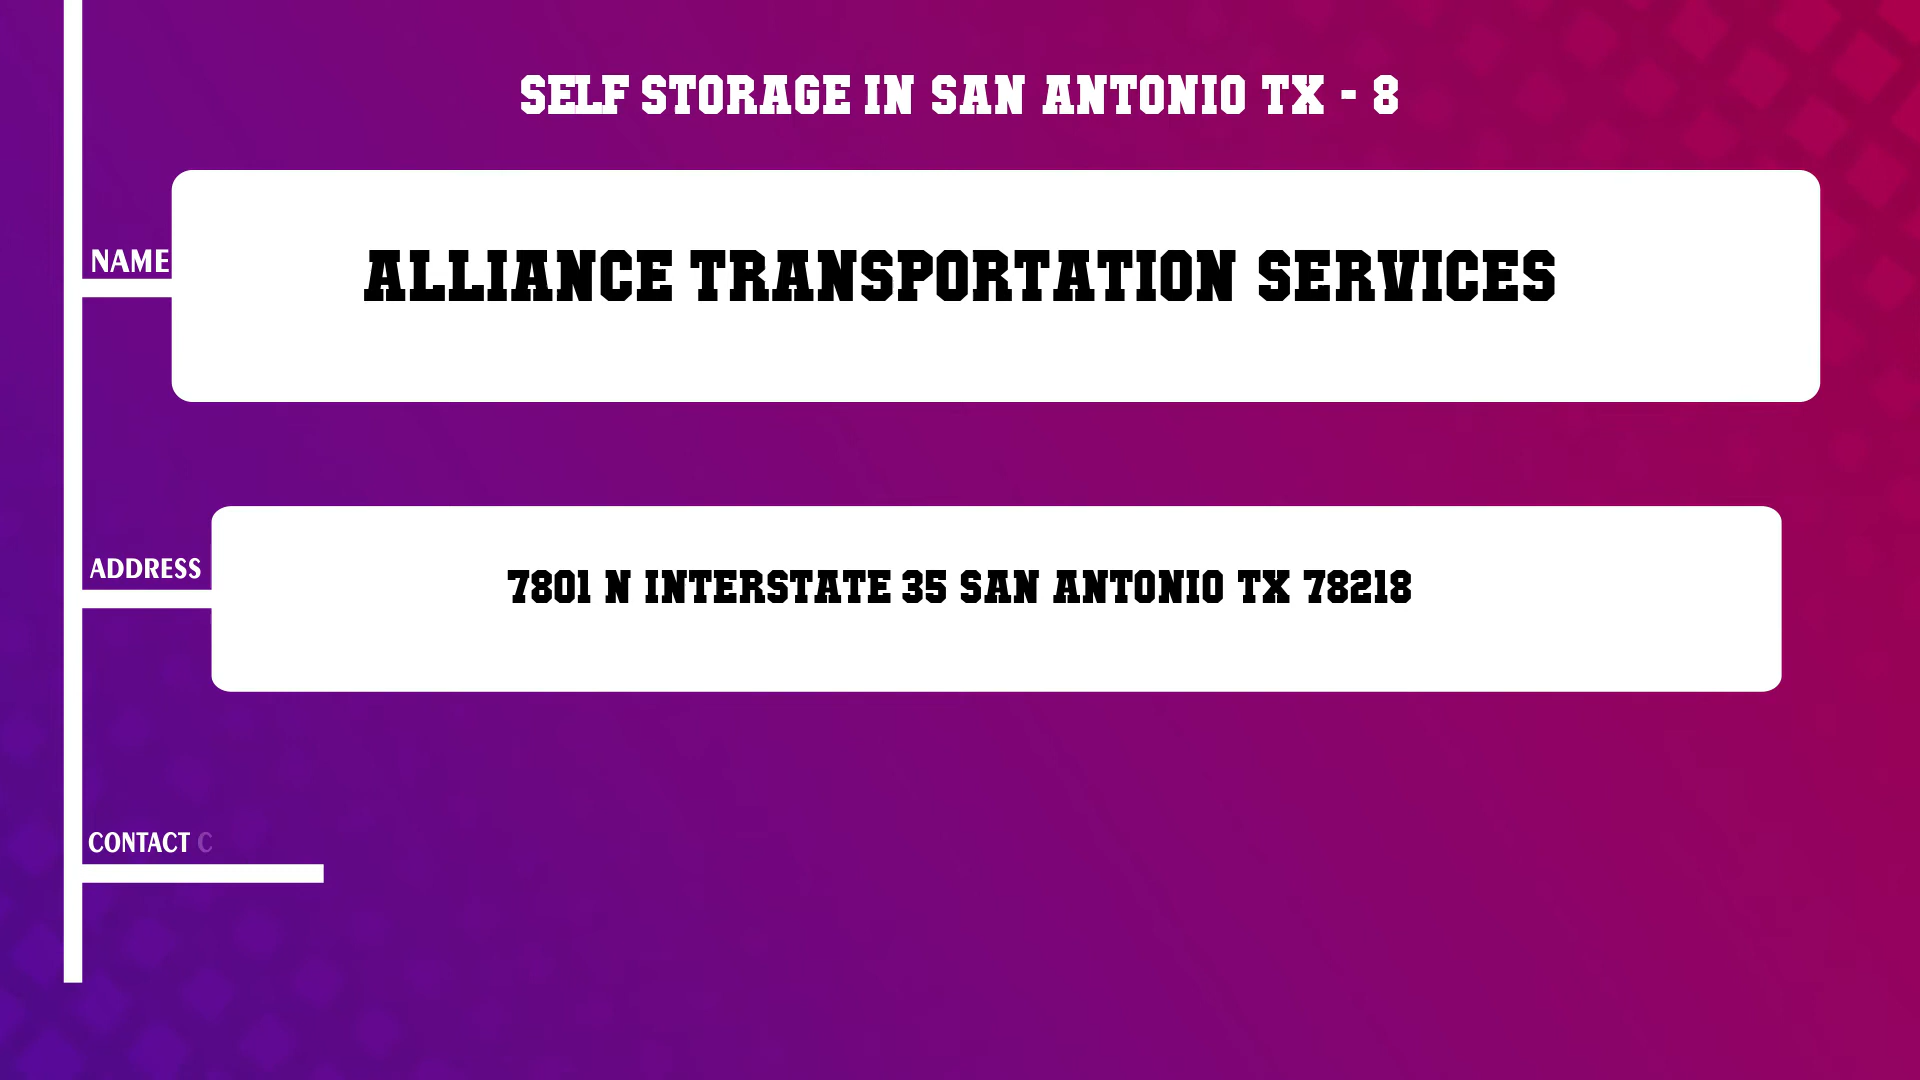 SELF STORAGE IN SAN ANTONIO TX - 8
NAME
ALLIANCE TRANSPORTATION SERVICES
ADDRESS
7801 N INTERSTATE 35 SAN ANTONIO TX 78218
CONTACT C